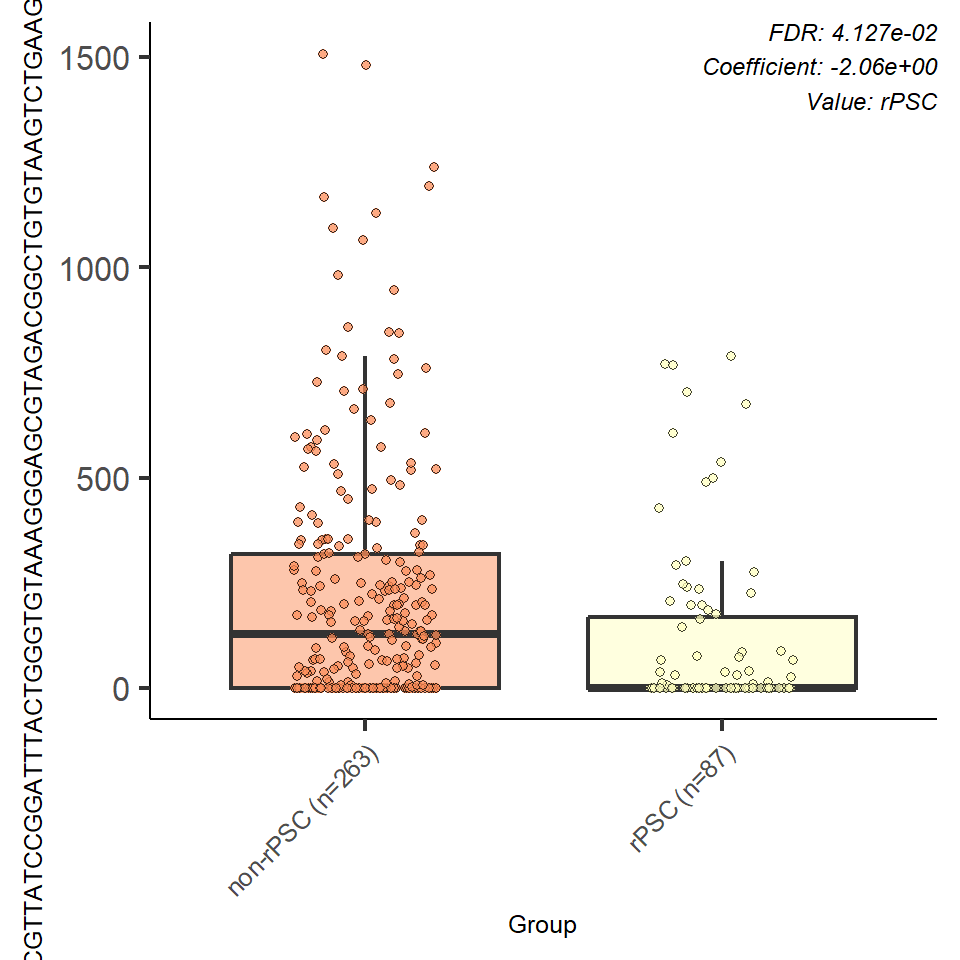 FDR: 4.127e-02
Coefficient: -2.06e+00
Value: rPSC
CGTTATCCGGATTTACTGGGTGTAAAGGGAGCGTAGACGGCTGTGTAAGTCTGAAG
1500
1000
500
0
non-rPSC (n=263)
rPSC (n=87)
Group